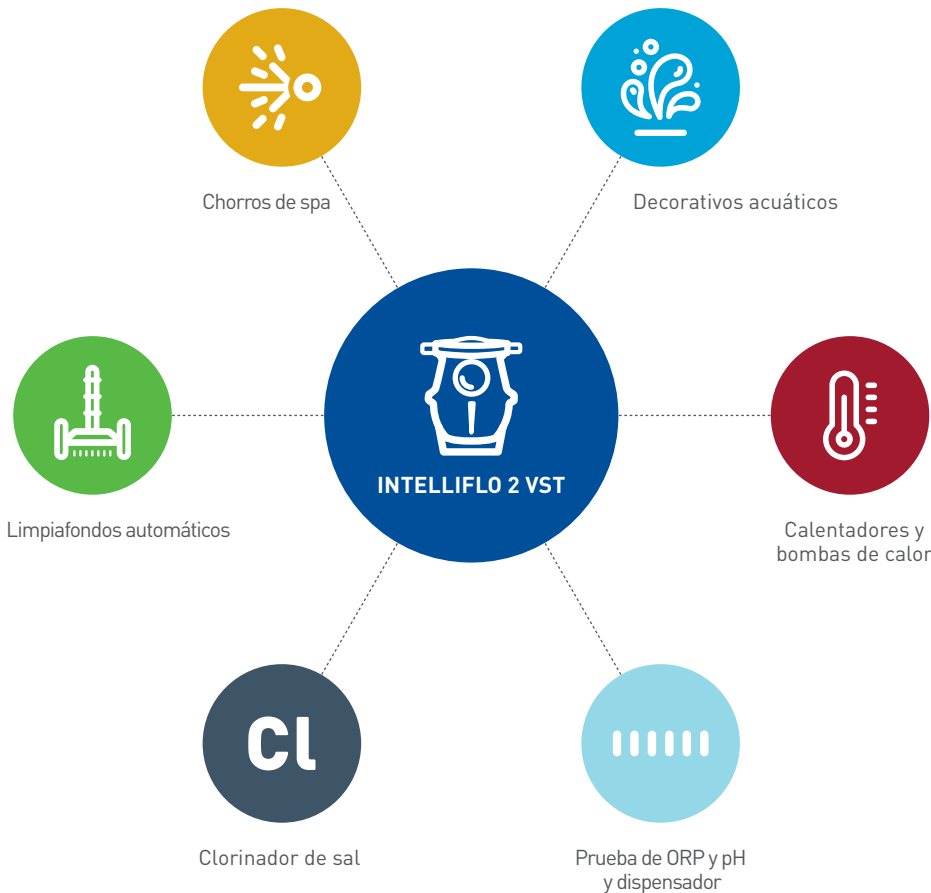 Chorros de spa
Decorativos acuáticos
INTELLIFLO 2 VST
Limpiafondos automáticos
Calentadores y
bombas de calor
Cl
Clorinador de sal
Prueba de ORP y pH
y dispensador